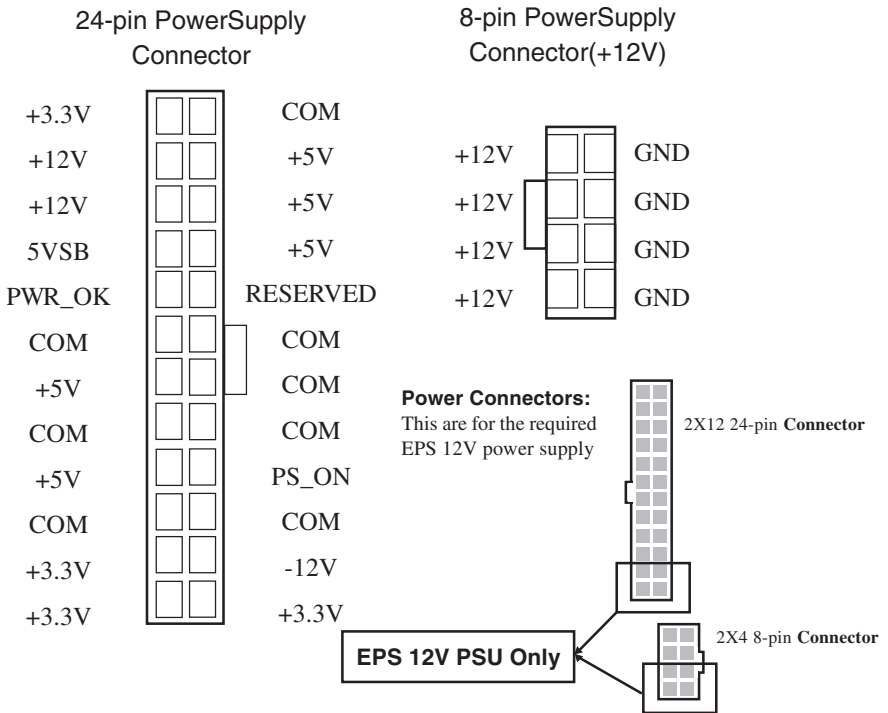 24-pin PowerSupply
Connector
+3.3V COM
+12V +5V
+12V +5V
5VSB +5V
PWR_OK RESERVED
COM COM
+5V COM
COM COM
+5V PS_ON
COM COM
+3.3V -12V
+3.3V +3.3V
8-pin PowerSupply
Connector(+12V)
+12V GND
+12V GND
+12V GND
+12V GND
Power Connectors:
This are for the required
EPS 12V power supply
2X12 24-pin Connector
EPS 12V PSU Only
2X4 8-pin Connector